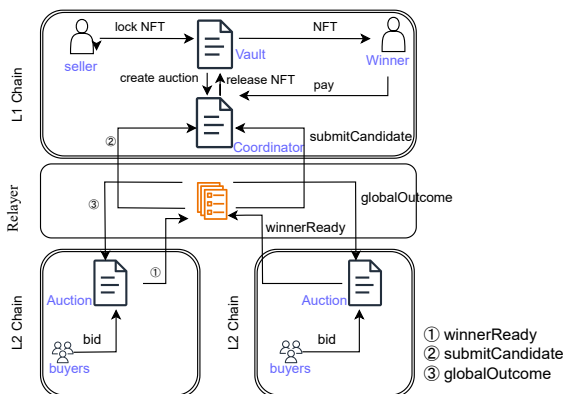 lock NFT
NFT
seller
Vault
Winner
create auction
release NFT
pay
L1 Chain
②
submitCandidate
Coordinator
Relayer
③
globalOutcome
winnerReady
①
L2 Chain
Auction
bid
buyers
L2 Chain
Auction
bid
buyers
① winnerReady
② submitCandidate
③ globalOutcome